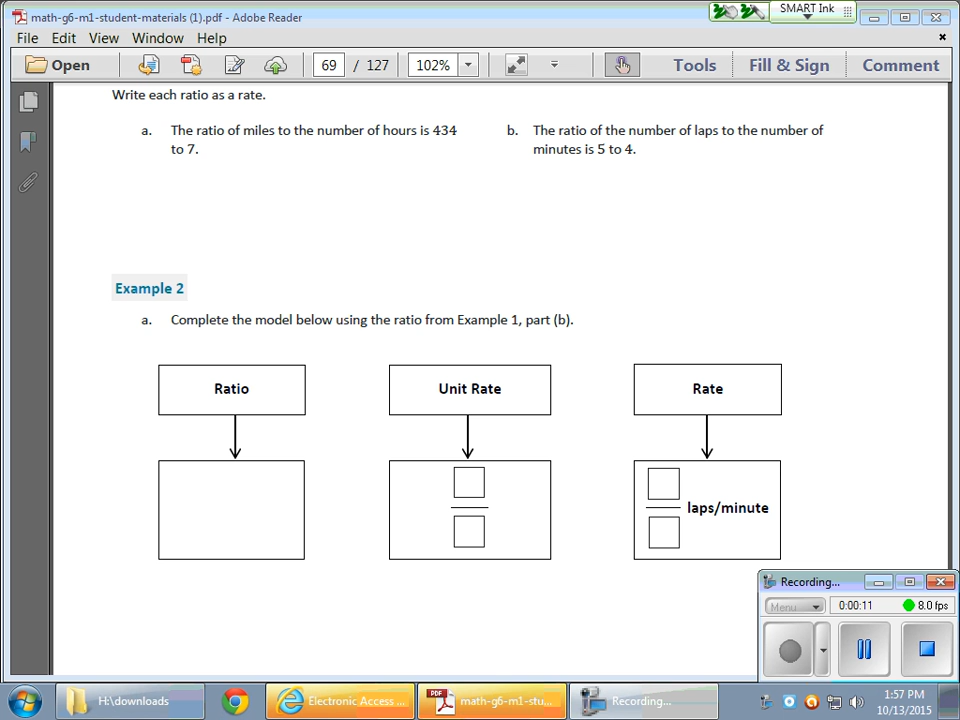 math-g6-m1-student-materials (1).pdf - Adobe Reader
SMART Ink
File Edit View Window Help
Open 69 / 127 102% Tools Fill & Sign Comment
Write each ratio as a rate.
a. The ratio of miles to the number of hours is 434
to 7.
b. The ratio of the number of laps to the number of
minutes is 5 to 4.
Example 2
a. Complete the model below using the ratio from Example 1, part (b).
Ratio Unit Rate Rate
laps/minute
Recording...
Menu 0:00:11 8.0 fps
H:\downloads Electronic Access ... PDF math-g6-m1-stu... Recording... 1:57 PM
10/13/2015